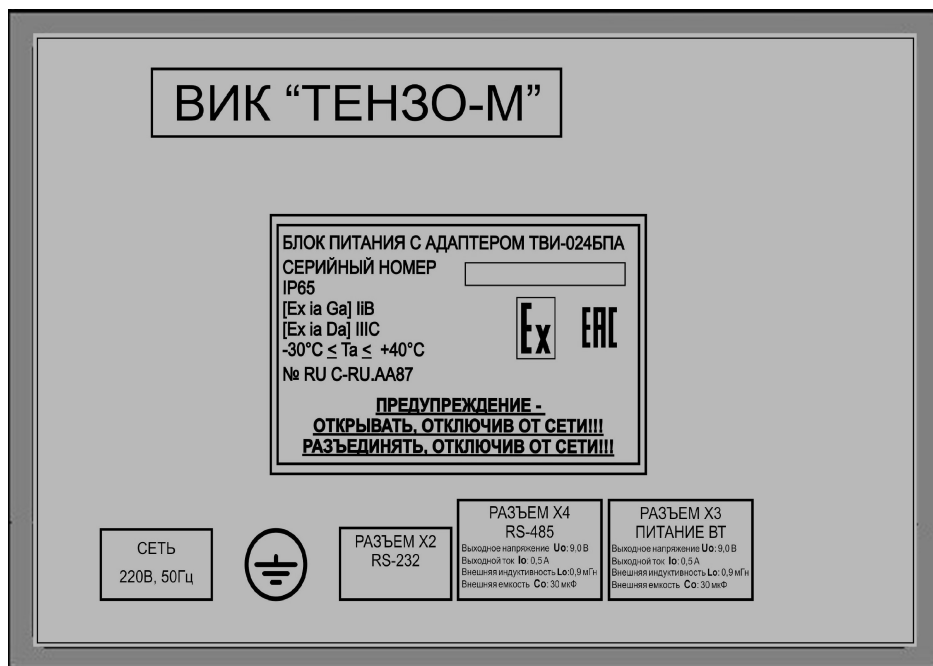 ВИК “ТЕНЗО-М”
БЛОК ПИТАНИЯ С АДАПТЕРОМ ТВИ-024БПА
СЕРИЙНЫЙ НОМЕР
IP65
[Ex ia Ga] IiB
[Ex ia Da] IIIC
-30°C ≤ Ta ≤ +40°C
Ex EAC
№ RU C-RU.AA87
ПРЕДУПРЕЖДЕНИЕ -
ОТКРЫВАТЬ, ОТКЛЮЧИВ ОТ СЕТИ!!!
РАЗЪЕДИНЯТЬ, ОТКЛЮЧИВ ОТ СЕТИ!!!
СЕТЬ
220В, 50Гц
РАЗЪЕМ X2
RS-232
РАЗЪЕМ X4
RS-485
Выходное напряжение Uo: 9,0 В
Выходной ток Io: 0,5 А
Внешняя индуктивность Lo: 0,9 мГн
Внешняя емкость Co: 30 мкФ
РАЗЪЕМ X3
ПИТАНИЕ ВТ
Выходное напряжение Uo: 9,0 В
Выходной ток Io: 0,5 А
Внешняя индуктивность Lo: 0,9 мГн
Внешняя емкость Co: 30 мкФ